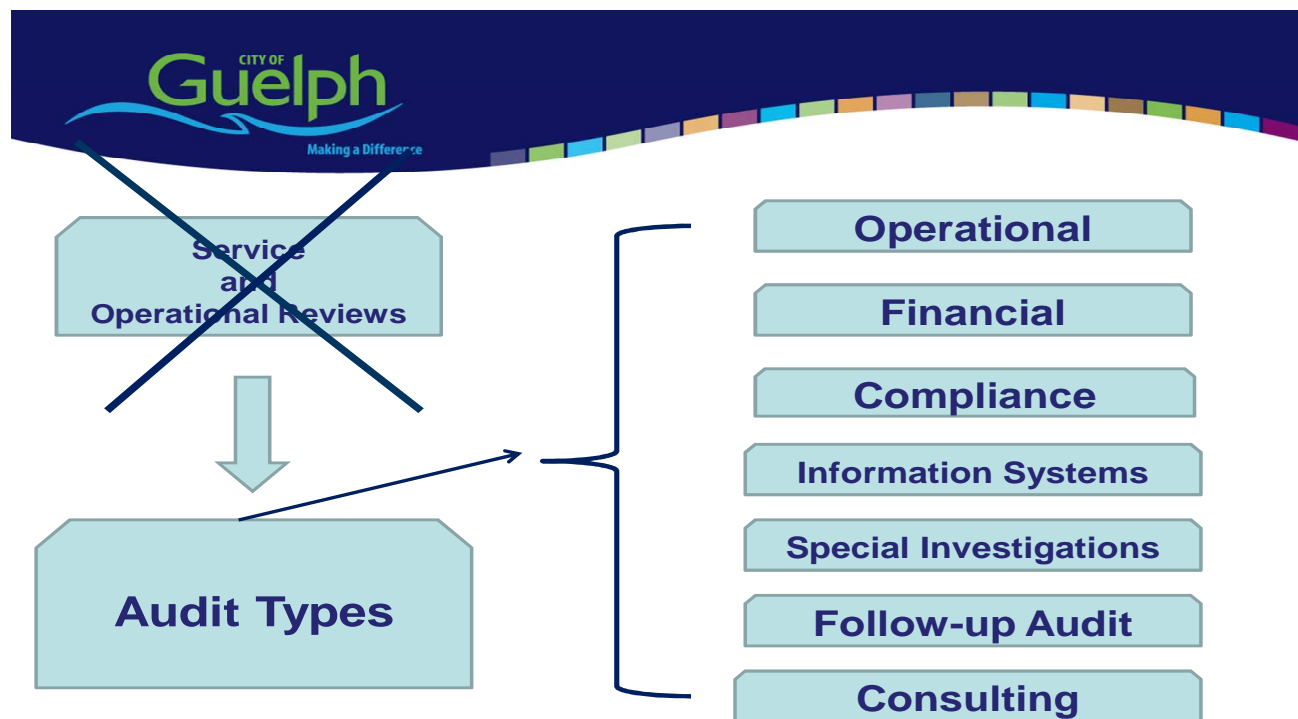 CITY OF
Guelph
Making a Difference
Service
and
Operational Reviews
Audit Types
Operational
Financial
Compliance
Information Systems
Special Investigations
Follow-up Audit
Consulting